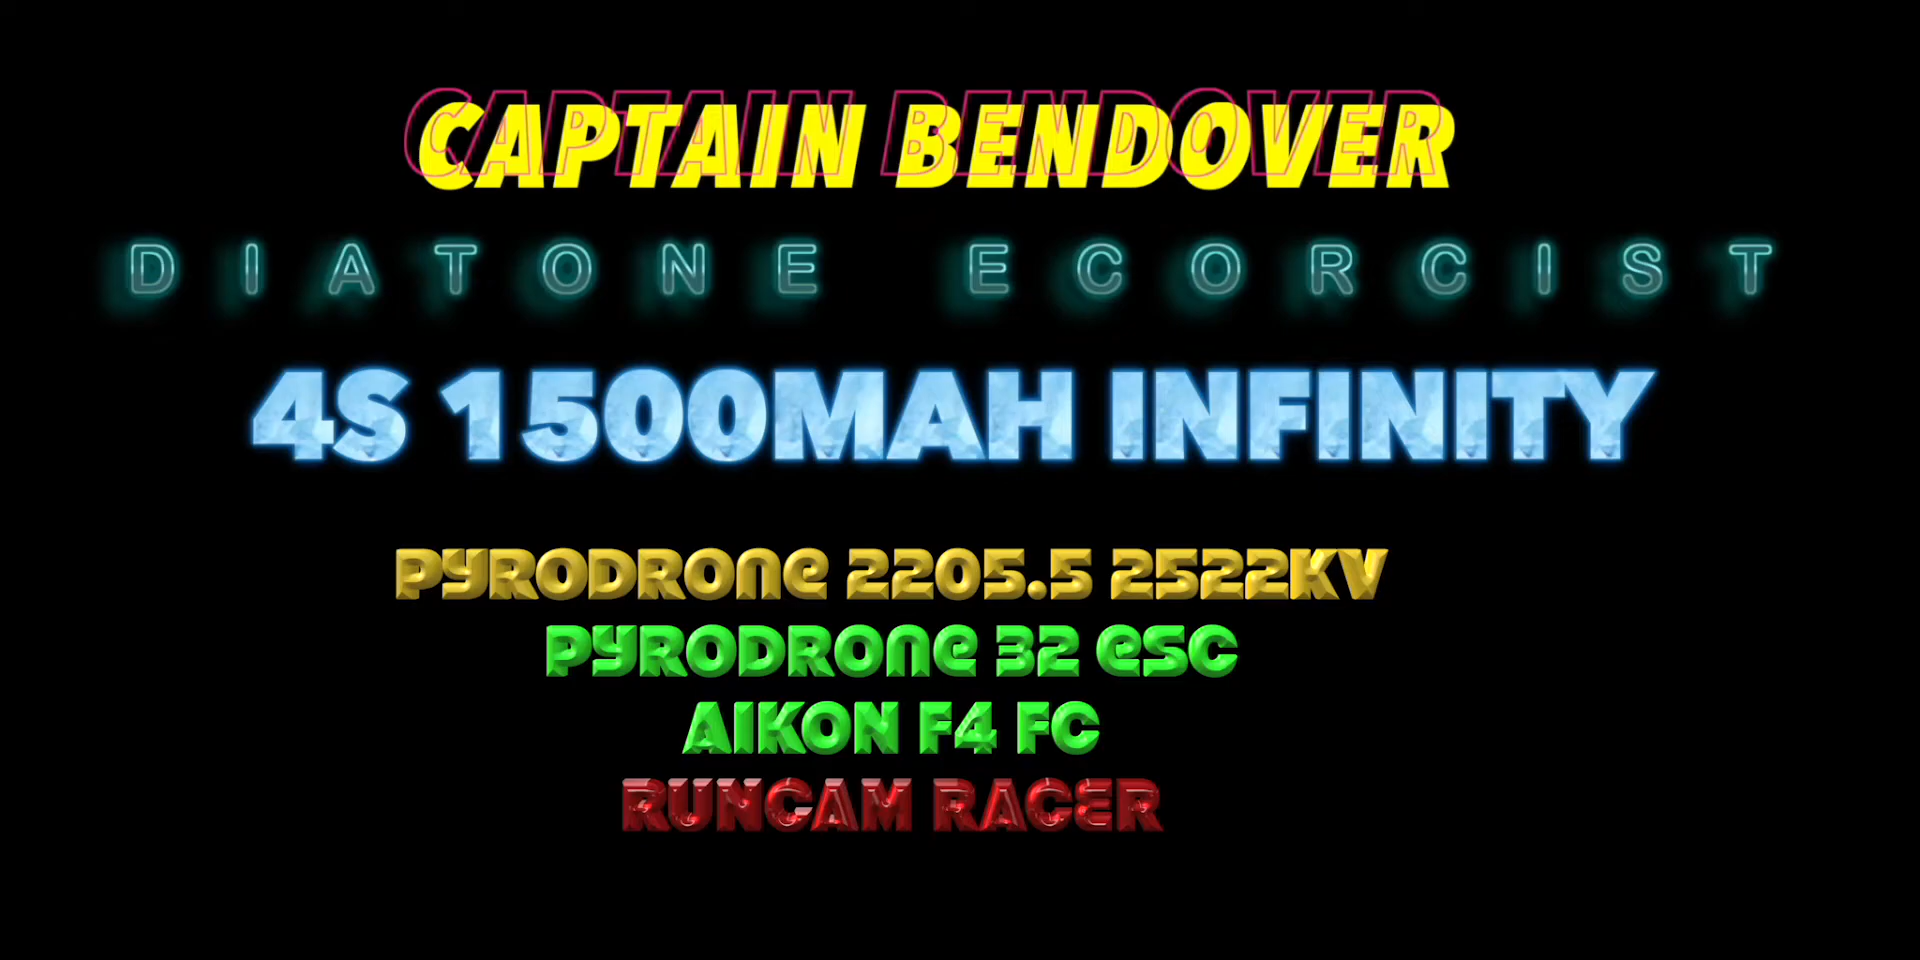 CAPTAIN BENDOVER
DIATONE ECORCIST
4S 1500MAH INFINITY
PYRODRONE 2205.5 2522KV
PYRODRONE 32 ESC
AIKON F4 FC
RUNCAM RACER